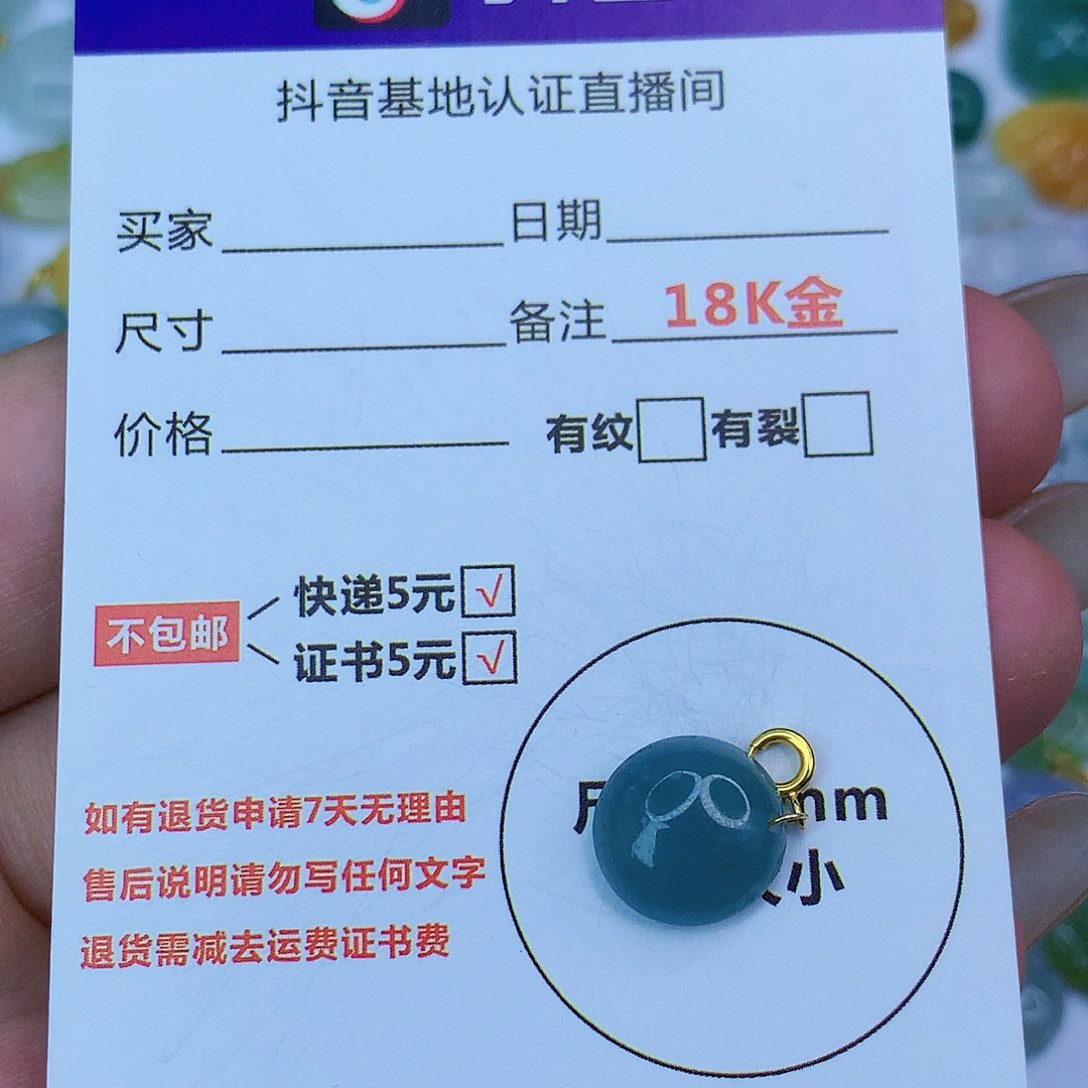 抖音基地认证直播间
买家 日期
尺寸 备注 18K金
价格 有纹 有裂
不包邮
快递5元 √
证书5元 √
如有退货申请7天无理由
售后说明请勿写任何文字
退货需减去运费证书费
mm
小